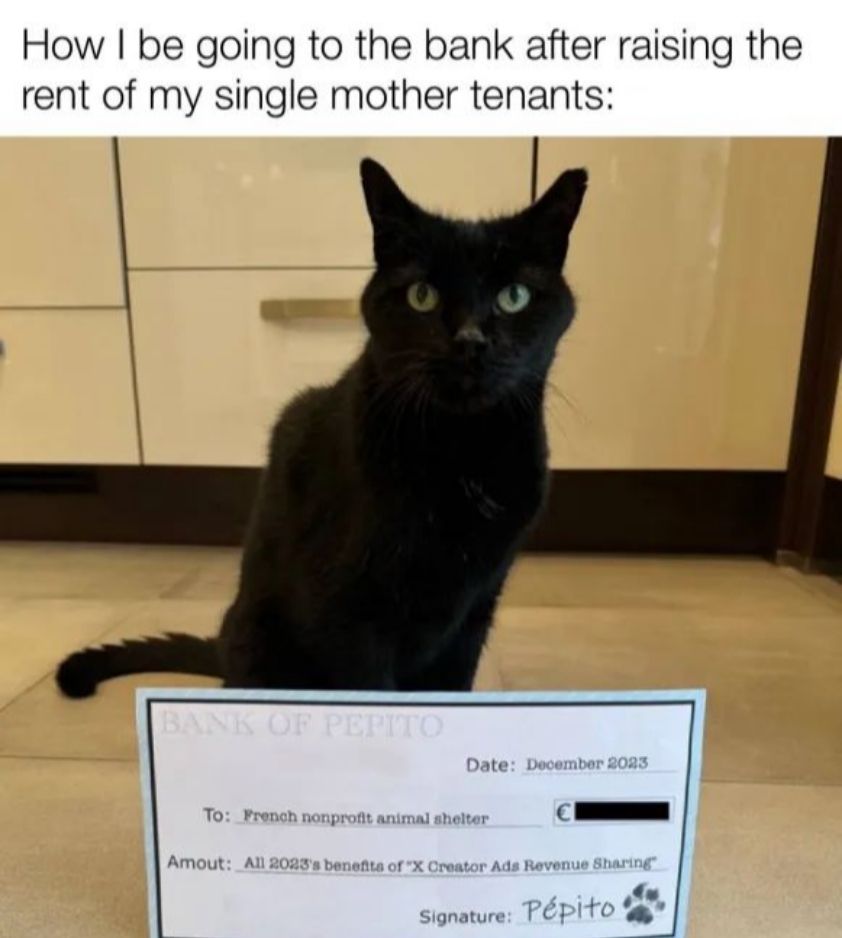 How I be going to the bank after raising the
rent of my single mother tenants:
BANK OF PEPITO
Date: December 2023
To: French nonprofit animal shelter €
Amout: All 2023's benefits of "X Creator Ads Revenue Sharing"
Signature: Pépito